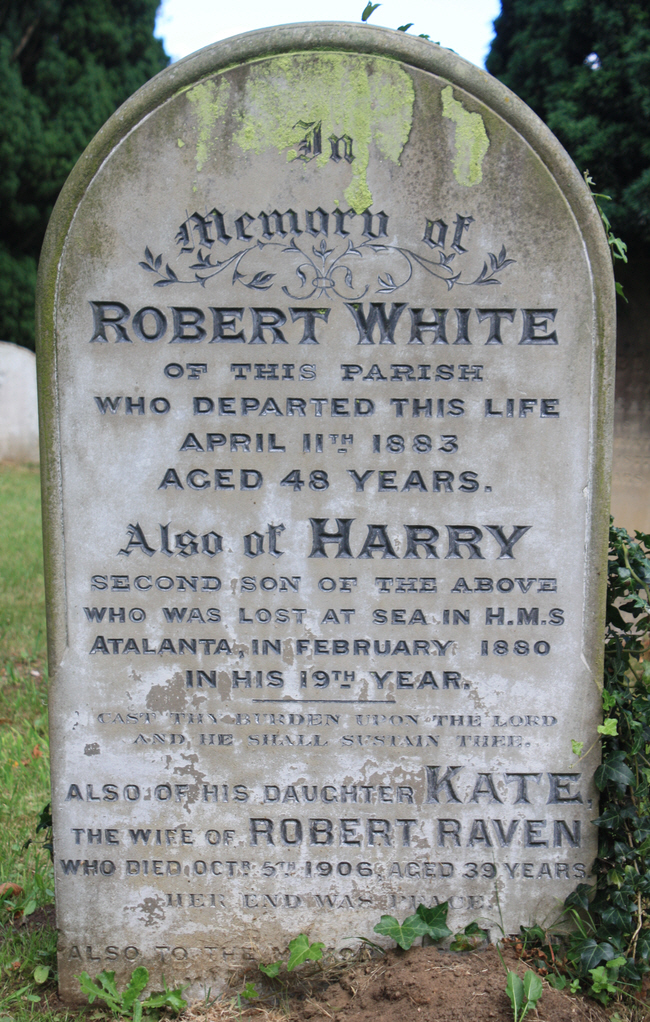 In
Memory of
ROBERT WHITE
OF THIS PARISH
WHO DEPARTED THIS LIFE
APRIL 11TH 1883
AGED 48 YEARS.
Also of HARRY
SECOND SON OF THE ABOVE
WHO WAS LOST AT SEA IN H.M.S
ATALANTA, IN FEBRUARY 1880
IN HIS 19TH YEAR.
CAST THY BURDEN UPON THE LORD
AND HE SHALL SUSTAIN THEE.
ALSO OF HIS DAUGHTER KATE,
THE WIFE OF ROBERT RAVEN
WHO DIED OCTR 5TH 1906 AGED 39 YEARS
HER END WAS PEACE.
ALSO TO THE